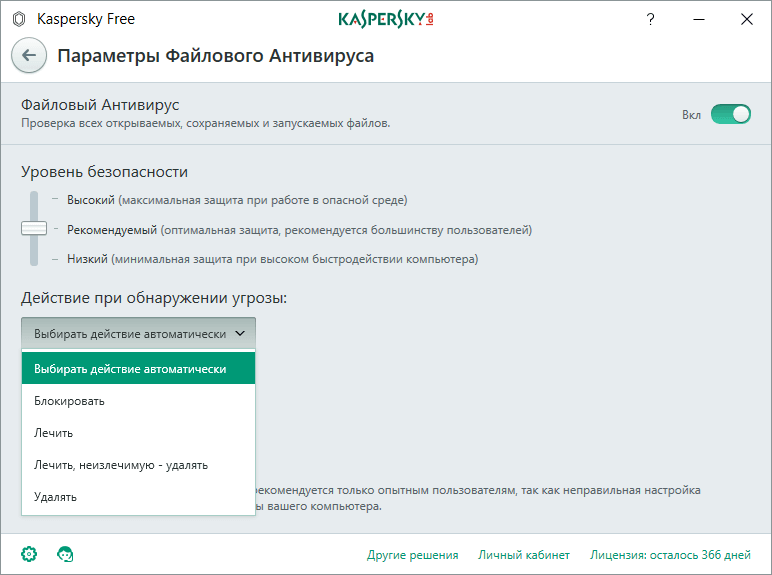 Kaspersky Free
KASPERSKY lab
?
Параметры Файлового Антивируса
Файловый Антивирус
Проверка всех открываемых, сохраняемых и запускаемых файлов.
Вкл
Уровень безопасности
Высокий (максимальная защита при работе в опасной среде)
Рекомендуемый (оптимальная защита, рекомендуется большинству пользователей)
Низкий (минимальная защита при высоком быстродействии компьютера)
Действие при обнаружении угрозы:
Выбирать действие автоматически
Выбирать действие автоматически
Блокировать
Лечить
Лечить, неизлечимую - удалять
Удалять
рекомендуется только опытным пользователям, так как неправильная настройка
вашего компьютера.
Другие решения
Личный кабинет
Лицензия: осталось 366 дней